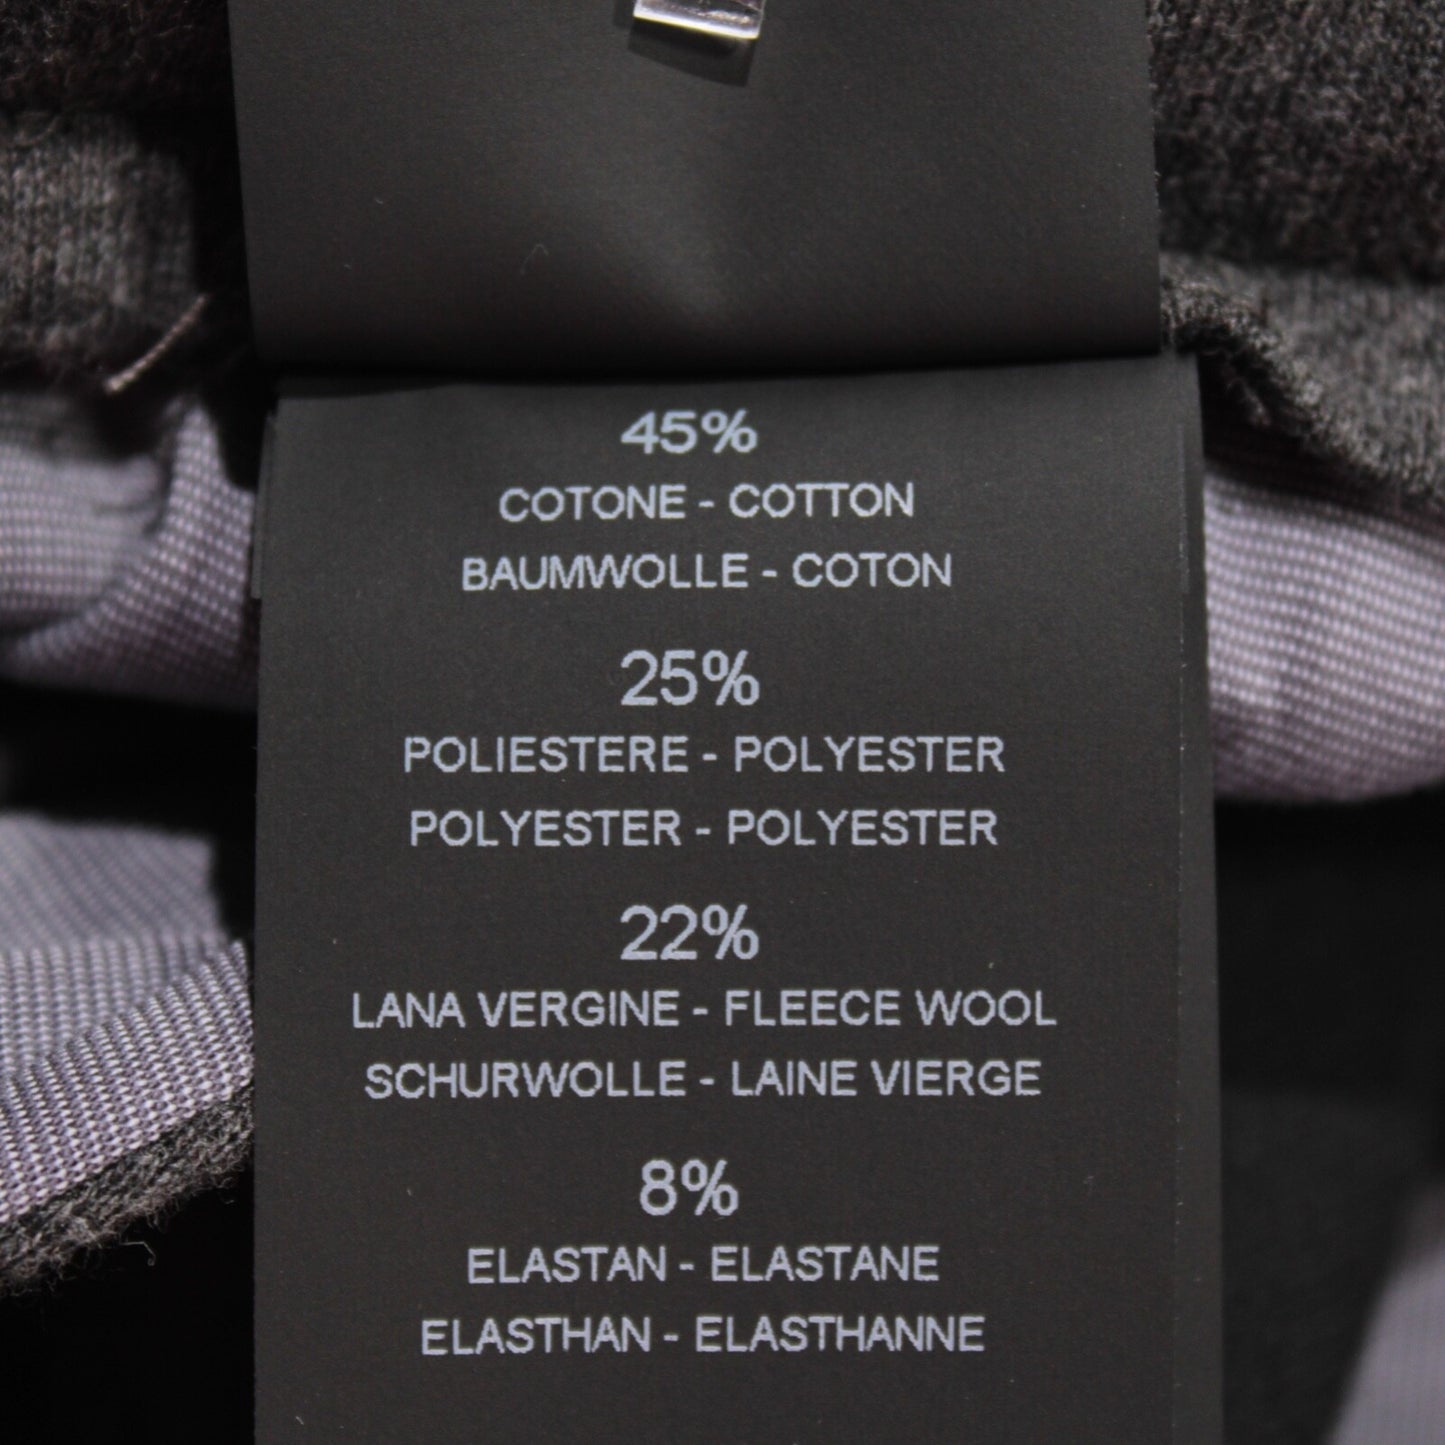 45%
COTONE - COTTON
BAUMWOLLE - COTON
25%
POLIESTERE - POLYESTER
POLYESTER - POLYESTER
22%
LANA VERGINE - FLEECE WOOL
SCHURWOLLE - LAINE VIERGE
8%
ELASTAN - ELASTANE
ELASTHAN - ELASTHANNE